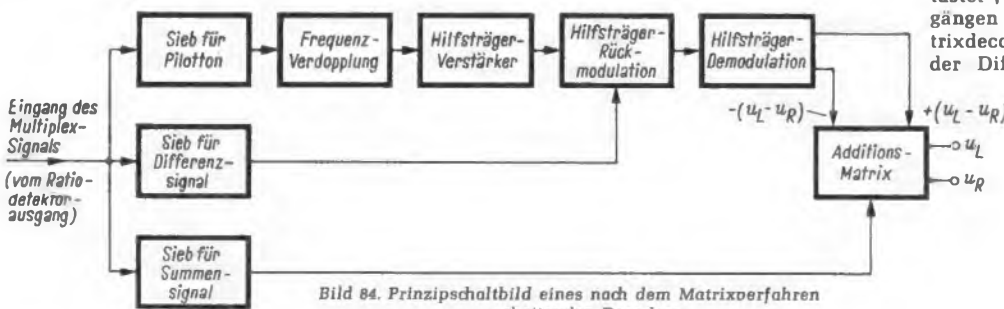 Sieb für
Pilotton
Frequenz-
Verdopplung
Hilfsträger-
Verstärker
Hilfsträger-
Rück-
modulation
Hilfsträger-
Demodulation
gängen
trixdeco
der Dif
Eingang des
Multiplex-
Signals
(vom Ratio-
detektor-
ausgang)
Sieb für
Differenz-
signal
-(u_L - u_R)
+(u_L - u_R)
Additions-
Matrix
u_L
u_R
Sieb für
Summen-
signal
Bild 84. Prinzipschaltbild eines nach dem Matrixverfahren